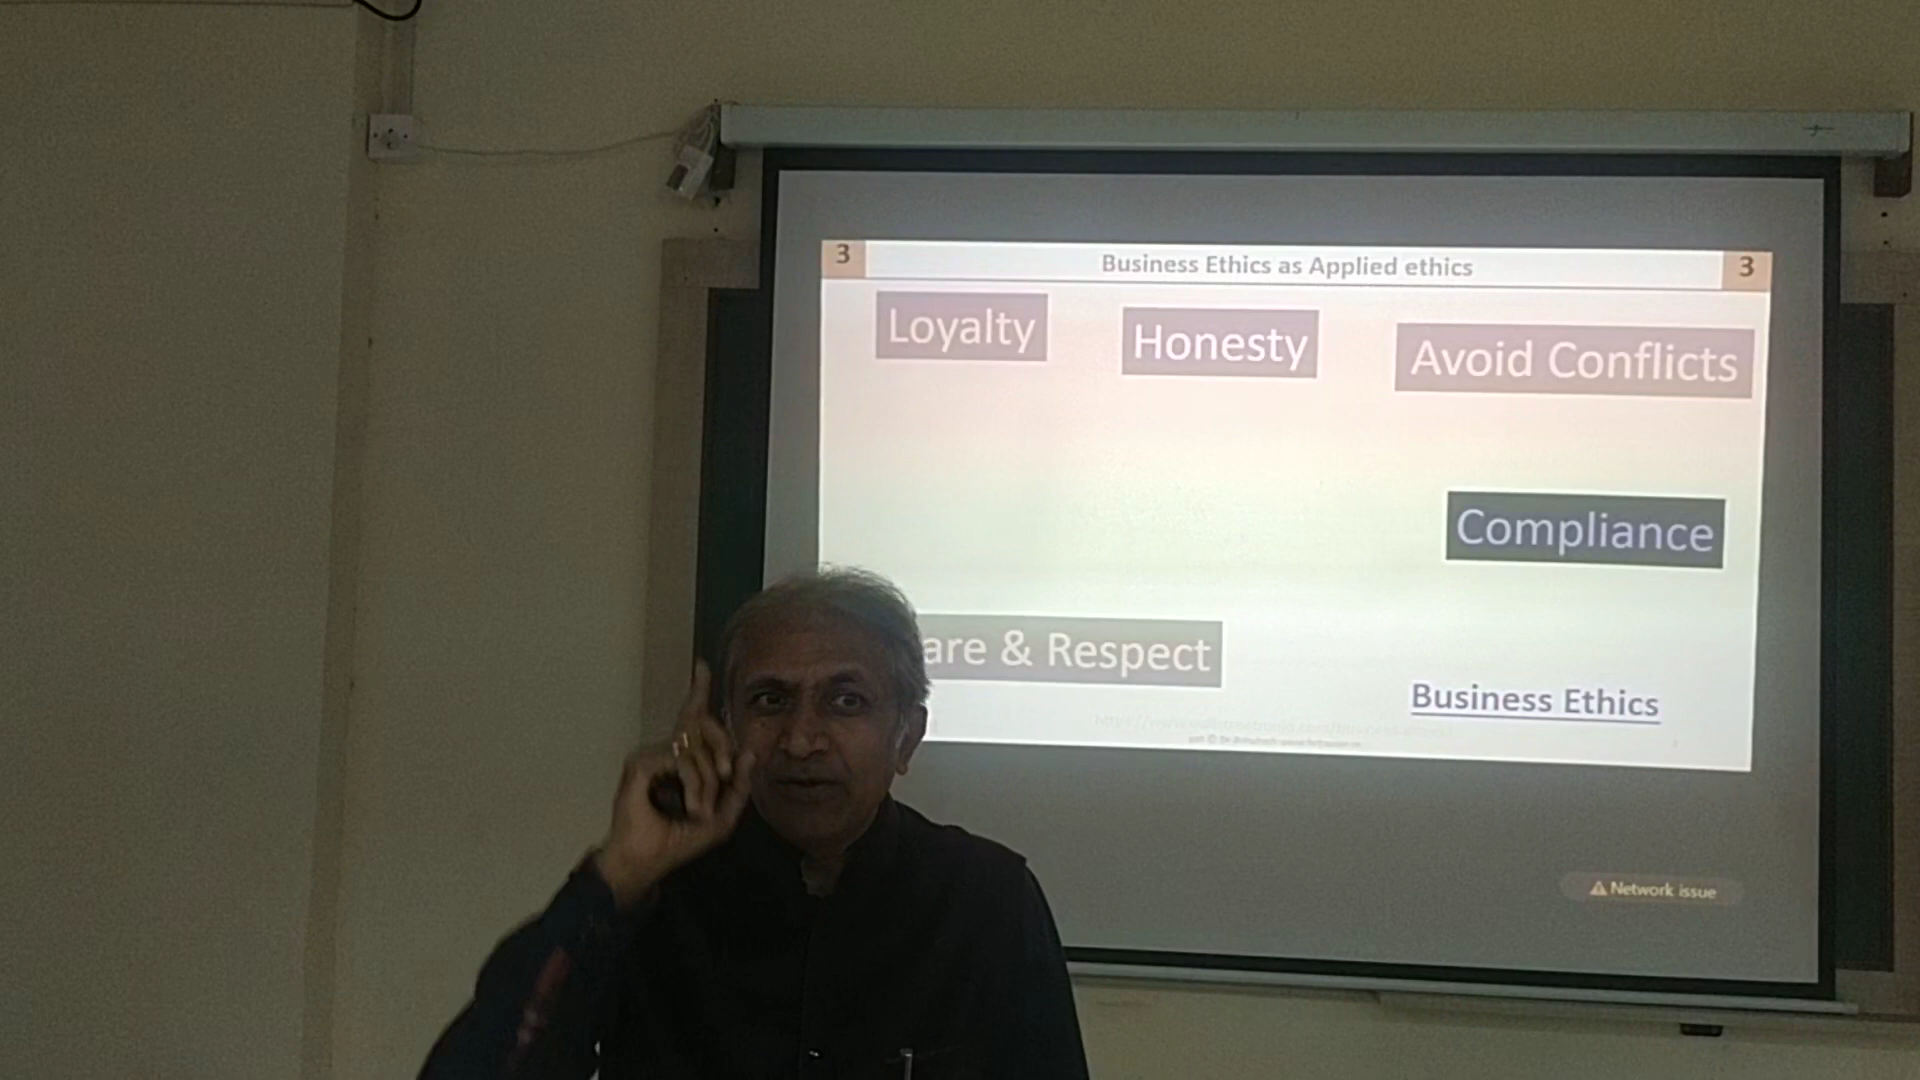 3 Business Ethics as Applied ethics 3
Loyalty
Honesty
Avoid Conflicts
Compliance
are & Respect
Business Ethics
Network issue